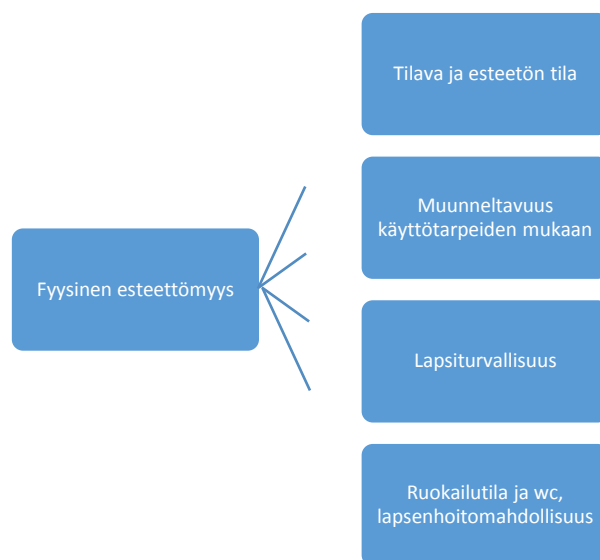 Tilava ja esteetön tila
Muunneltavuus
käyttötarpeiden mukaan
Fyysinen esteettömyys
Lapsiturvallisuus
Ruokailutila ja wc,
lapsenhoitomahdollisuus